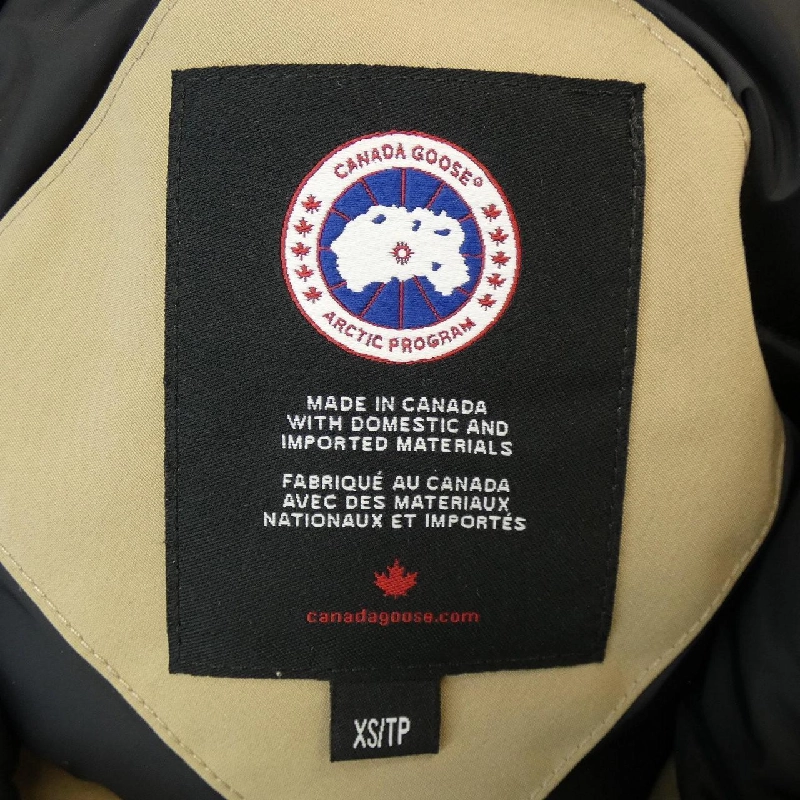 CANADA GOOSE®
ARCTIC PROGRAM
MADE IN CANADA
WITH DOMESTIC AND
IMPORTED MATERIALS
FABRIQUÉ AU CANADA
AVEC DES MATERIAUX
NATIONAUX ET IMPORTÉS
canadagoose.com
XS/TP